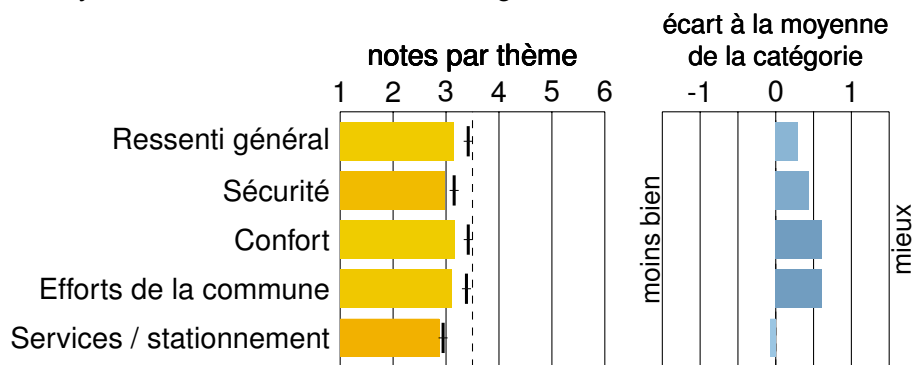 écart à la moyenne
de la catégorie
notes par thème
1 2 3 4 5 6
-1 0 1
Ressenti général
Sécurité
Confort
Efforts de la commune
Services / stationnement
moins bien
mieux